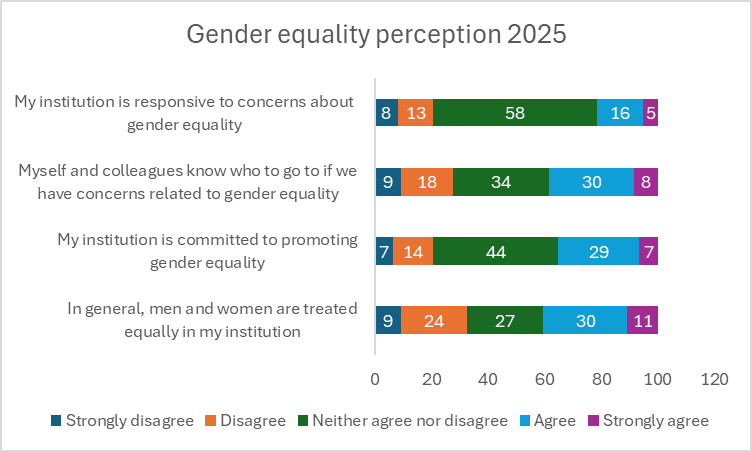 Gender equality perception 2025
My institution is responsive to concerns about
gender equality
8 13 58 16 5
Myself and colleagues know who to go to if we
have concerns related to gender equality
9 18 34 30 8
My institution is committed to promoting
gender equality
7 14 44 29 7
In general, men and women are treated
equally in my institution
9 24 27 30 11
0 20 40 60 80 100 120
Strongly disagree Disagree Neither agree nor disagree Agree Strongly agree